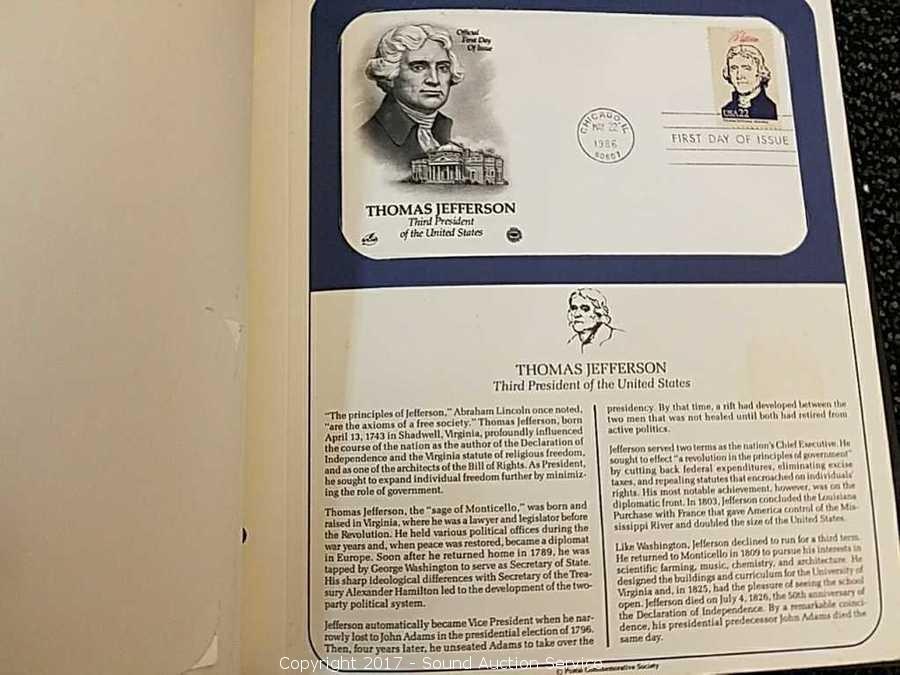 Official
First Day
Of Issue
USA22
CHICAGO, IL
MAY 22
1986
60607
FIRST DAY OF ISSUE
THOMAS JEFFERSON
Third President
of the United States
THOMAS JEFFERSON
Third President of the United States
"The principles of Jefferson," Abraham Lincoln once noted,
"are the axioms of a free society." Thomas Jefferson, born
April 13, 1743 in Shadwell, Virginia, profoundly influenced
the course of the nation as the author of the Declaration of
Independence and the Virginia statute of religious freedom,
and as one of the architects of the Bill of Rights. As President,
he sought to expand individual freedom further by minimiz-
ing the role of government.
Thomas Jefferson, the "sage of Monticello," was born and
raised in Virginia, where he was a lawyer and legislator before
the Revolution. He held various political offices during the
war years and, when peace was restored, became a diplomat
in Europe. Soon after he returned home in 1789, he was
tapped by George Washington to serve as Secretary of State.
His sharp ideological differences with Secretary of the Trea-
sury Alexander Hamilton led to the development of the two-
party political system.
Jefferson automatically became Vice President when he nar-
rowly lost to John Adams in the presidential election of 1796.
Then, four years later, he unseated Adams to take over the
presidency. By that time, a rift had developed between the
two men that was not healed until both had retired from
active politics.
Jefferson served two terms as the nation's Chief Executive. He
sought to effect "a revolution in the principles of government"
by cutting back federal expenditures, eliminating excise
taxes, and repealing statutes that encroached on individuals'
rights. His most notable achievement, however, was on the
diplomatic front. In 1803, Jefferson concluded the Louisiana
Purchase with France that gave America control of the Mis-
sissippi River and doubled the size of the United States.
Like Washington, Jefferson declined to run for a third term.
He returned to Monticello in 1809 to pursue his interests in
scientific farming, music, chemistry, and architecture. He
designed the buildings and curriculum for the University of
Virginia and, in 1825, had the pleasure of seeing the school
open. Jefferson died on July 4, 1826, the 50th anniversary of
the Declaration of Independence. By a remarkable coinci-
dence, his presidential predecessor John Adams died the
same day.
© Postal Commemorative Society
Copyright 2017 - Sound Auction Service